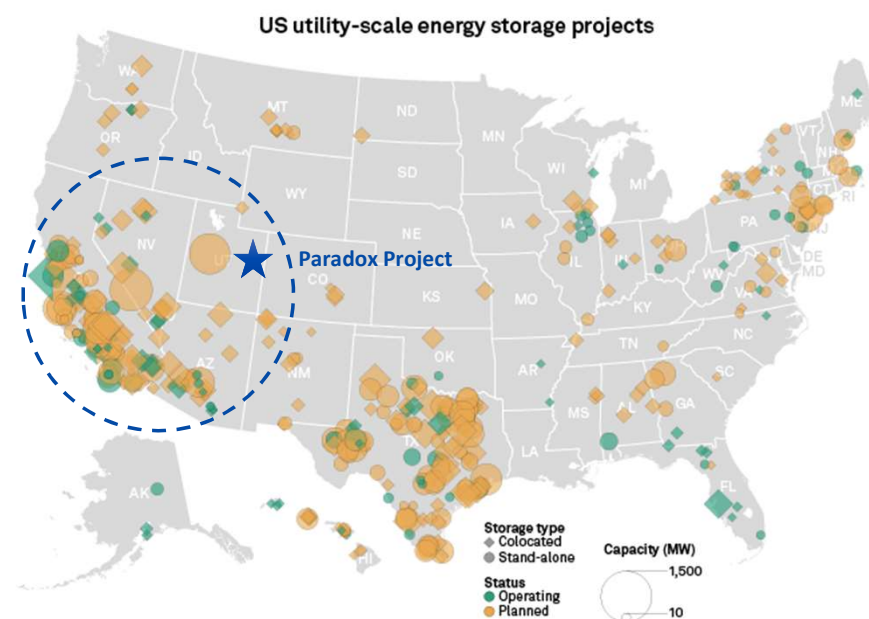 US utility-scale energy storage projects
WA
MT
ND
MN
ME
OR
ID
WI
VT
NH
SD
MI
WY
CT
RI
IA
PA
NJ
NE
NV
UT
Paradox Project
IL
IN
OH
DE
MD
CO
WV
VA
KS
MO
KY
NC
TN
OK
AZ
NM
AR
SC
MS
AL
GA
TX
LA
FL
AK
HI
Storage type
Colocated
Stand-alone
Status
Operating
Planned
Capacity (MW)
1,500
10